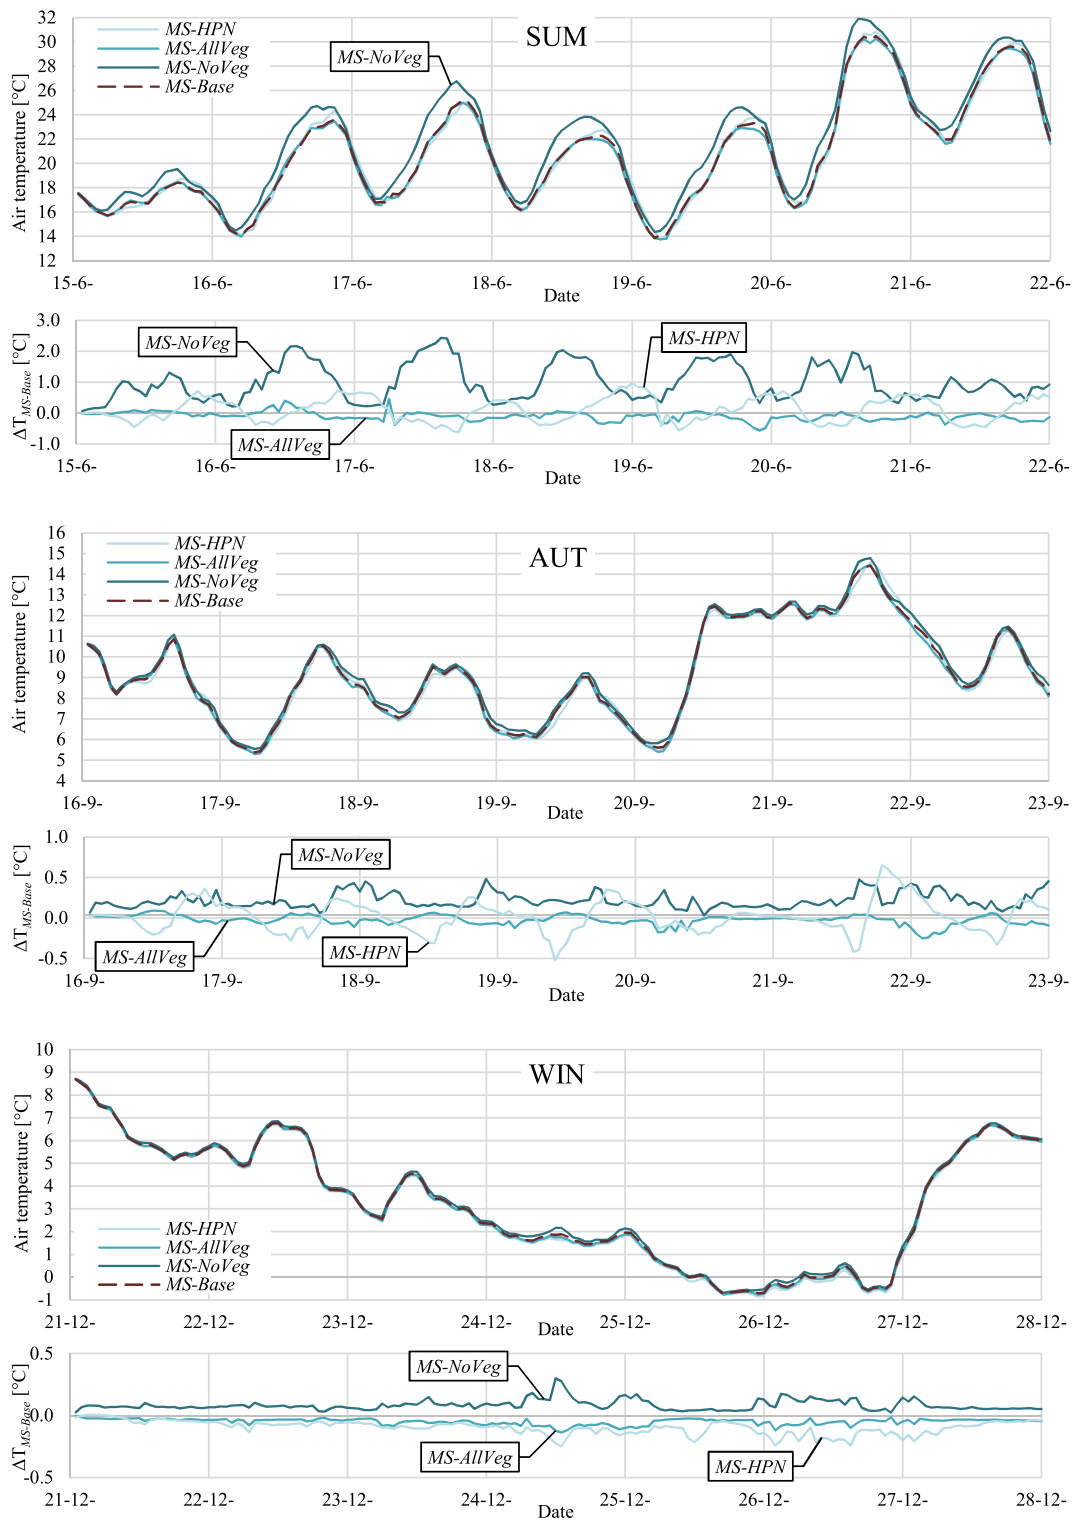 SUM
MS-HPN
MS-AllVeg
MS-NoVeg
MS-Base
MS-NoVeg
Air temperature [°C]
32
30
28
26
24
22
20
18
16
14
12
15-6- 16-6- 17-6- 18-6- 19-6- 20-6- 21-6- 22-6-
Date
ΔT MS-Base [°C]
3.0
2.0
1.0
0.0
-1.0
MS-NoVeg
MS-HPN
MS-AllVeg
15-6- 16-6- 17-6- 18-6- 19-6- 20-6- 21-6- 22-6-
Date
AUT
MS-HPN
MS-AllVeg
MS-NoVeg
MS-Base
Air temperature [°C]
16
15
14
13
12
11
10
9
8
7
6
5
4
16-9- 17-9- 18-9- 19-9- 20-9- 21-9- 22-9- 23-9-
Date
ΔT MS-Base [°C]
1.0
0.5
0.0
-0.5
MS-NoVeg
MS-AllVeg
MS-HPN
16-9- 17-9- 18-9- 19-9- 20-9- 21-9- 22-9- 23-9-
Date
WIN
Air temperature [°C]
10
9
8
7
6
5
4
3
2
1
0
-1
MS-HPN
MS-AllVeg
MS-NoVeg
MS-Base
21-12- 22-12- 23-12- 24-12- 25-12- 26-12- 27-12- 28-12-
Date
ΔT MS-Base [°C]
0.5
0.0
-0.5
MS-NoVeg
MS-AllVeg
MS-HPN
21-12- 22-12- 23-12- 24-12- 25-12- 26-12- 27-12- 28-12-
Date